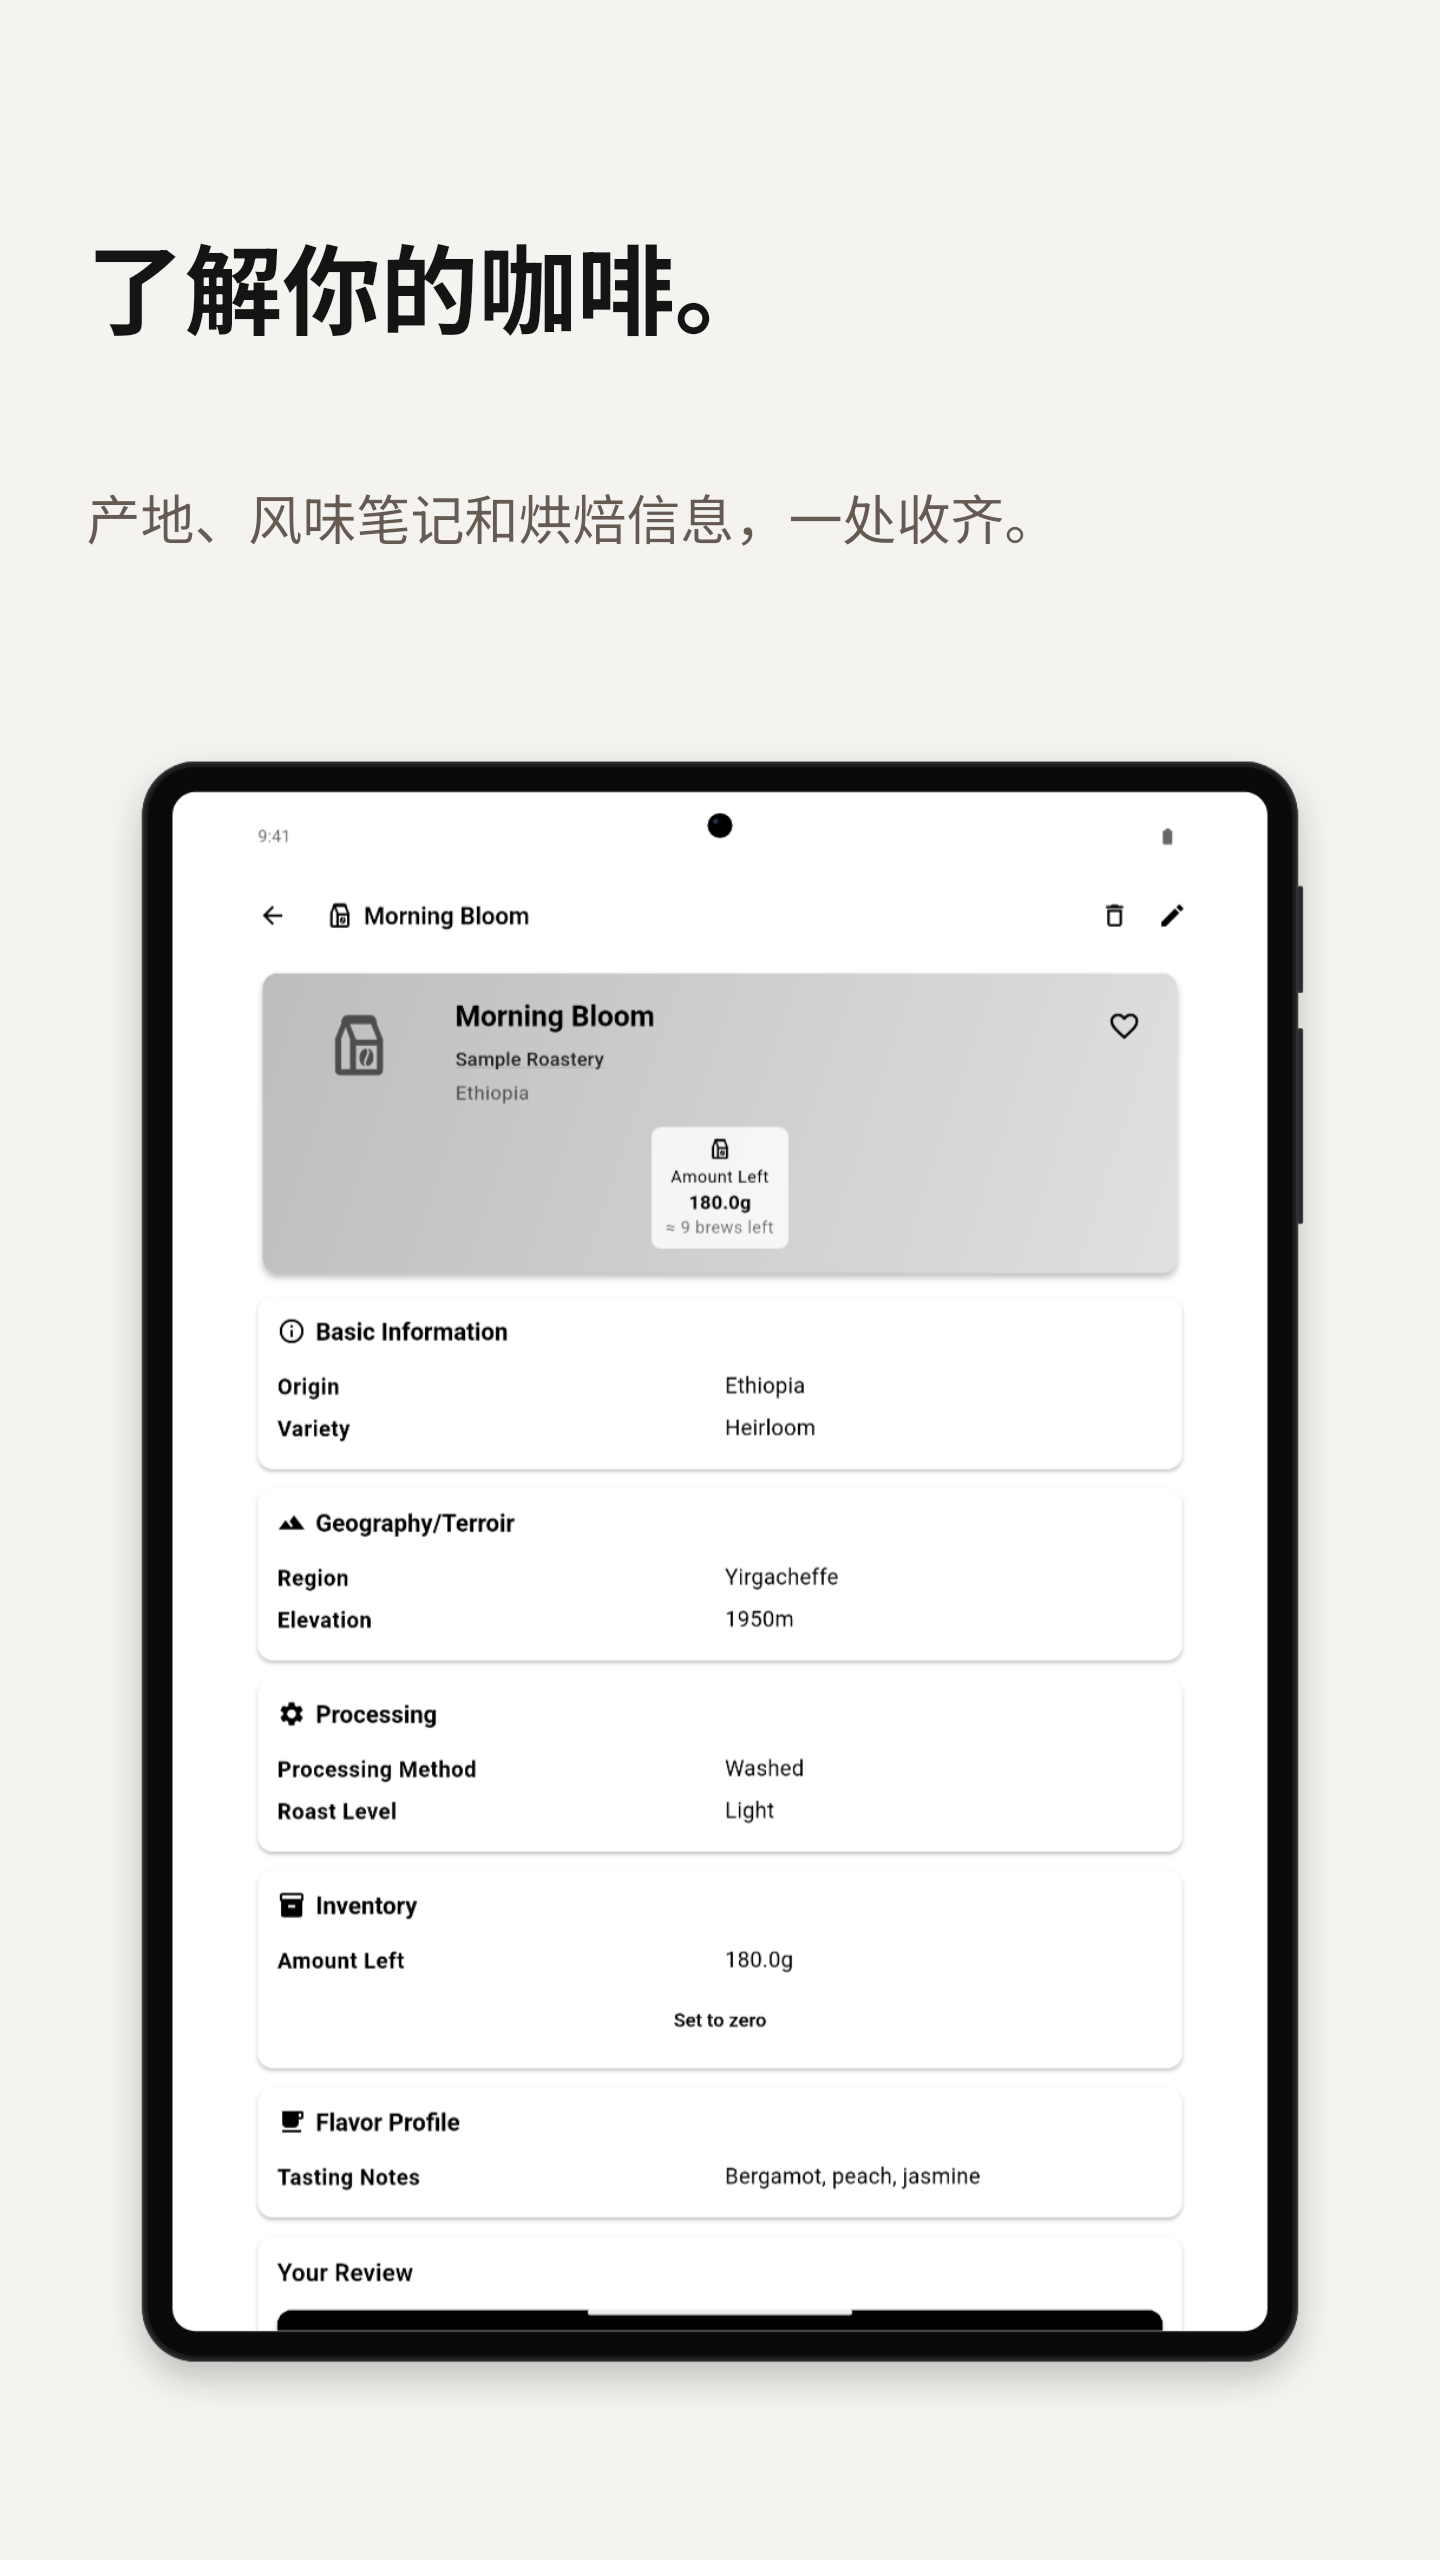 了解你的咖啡。
产地、风味笔记和烘焙信息，一处收齐。
9:41
Morning Bloom
Morning Bloom
Sample Roastery
Ethiopia
Amount Left
180.0g
≈ 9 brews left
Basic Information
Origin Ethiopia
Variety Heirloom
Geography/Terroir
Region Yirgacheffe
Elevation 1950m
Processing
Processing Method Washed
Roast Level Light
Inventory
Amount Left 180.0g
Set to zero
Flavor Profile
Tasting Notes Bergamot, peach, jasmine
Your Review